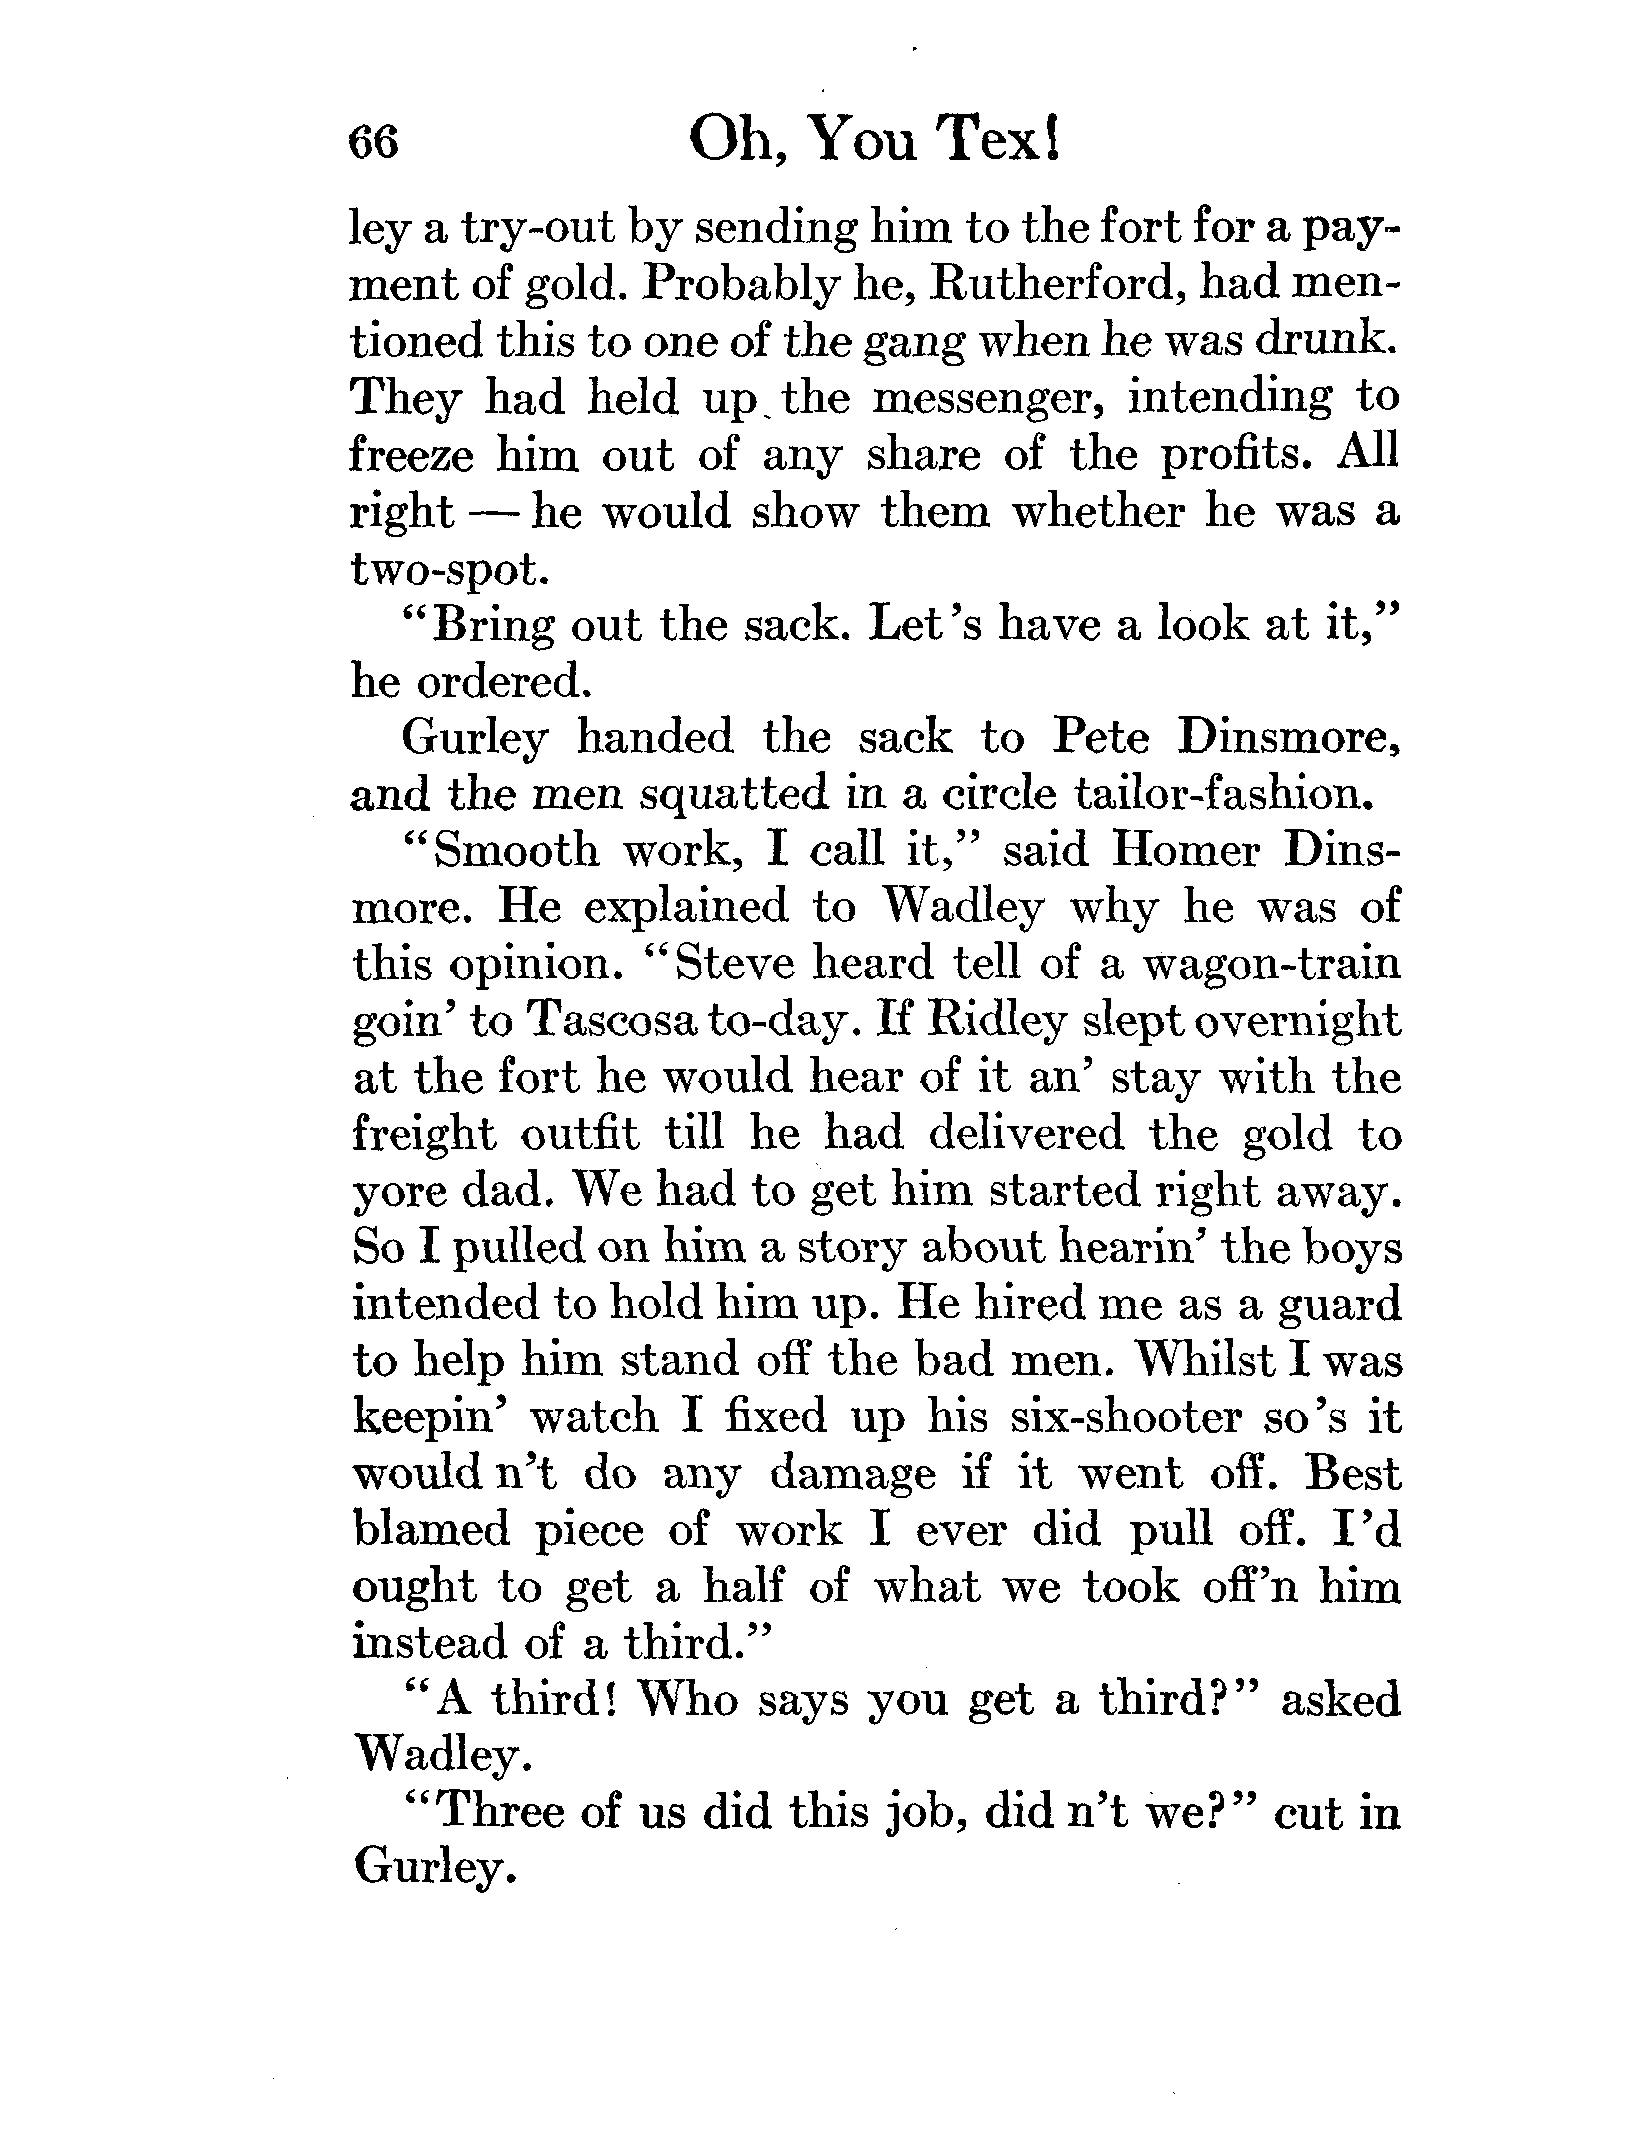 66 Oh, You Tex!
ley a try-out by sending him to the fort for a pay-
ment of gold. Probably he, Rutherford, had men-
tioned this to one of the gang when he was drunk.
They had held up the messenger, intending to
freeze him out of any share of the profits. All
right — he would show them whether he was a
two-spot.
“Bring out the sack. Let's have a look at it,”
he ordered.
Gurley handed the sack to Pete Dinsmore,
and the men squatted in a circle tailor-fashion.
“Smooth work, I call it,” said Homer Dins-
more. He explained to Wadley why he was of
this opinion. “Steve heard tell of a wagon-train
goin' to Tascosa to-day. If Ridley slept overnight
at the fort he would hear of it an' stay with the
freight outfit till he had delivered the gold to
yore dad. We had to get him started right away.
So I pulled on him a story about hearin' the boys
intended to hold him up. He hired me as a guard
to help him stand off the bad men. Whilst I was
keepin' watch I fixed up his six-shooter so's it
would n't do any damage if it went off. Best
blamed piece of work I ever did pull off. I'd
ought to get a half of what we took off'n him
instead of a third.”
“A third! Who says you get a third?” asked
Wadley.
“Three of us did this job, did n't we?” cut in
Gurley.